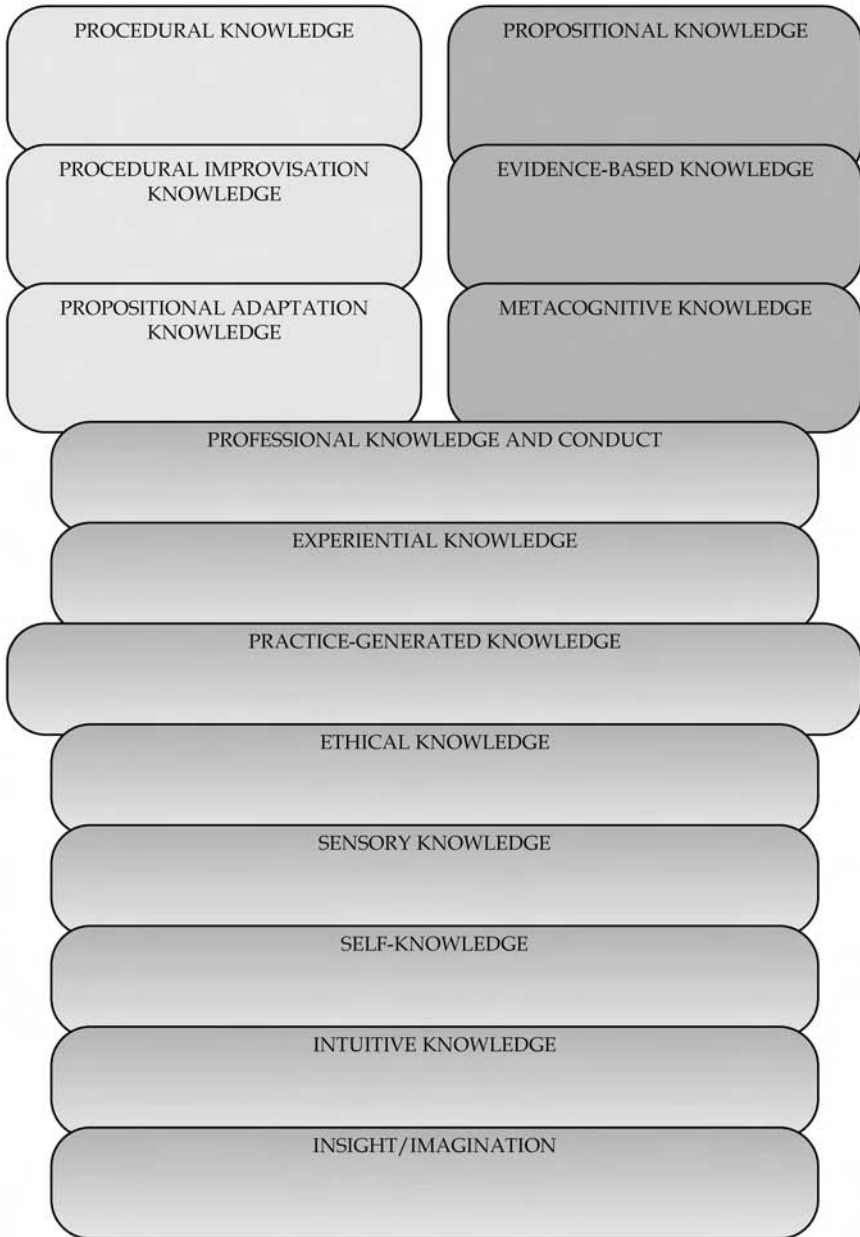 PROCEDURAL KNOWLEDGE
PROPOSITIONAL KNOWLEDGE
PROCEDURAL IMPROVISATION
KNOWLEDGE
EVIDENCE-BASED KNOWLEDGE
PROPOSITIONAL ADAPTATION
KNOWLEDGE
METACOGNITIVE KNOWLEDGE
PROFESSIONAL KNOWLEDGE AND CONDUCT
EXPERIENTIAL KNOWLEDGE
PRACTICE-GENERATED KNOWLEDGE
ETHICAL KNOWLEDGE
SENSORY KNOWLEDGE
SELF-KNOWLEDGE
INTUITIVE KNOWLEDGE
INSIGHT/IMAGINATION